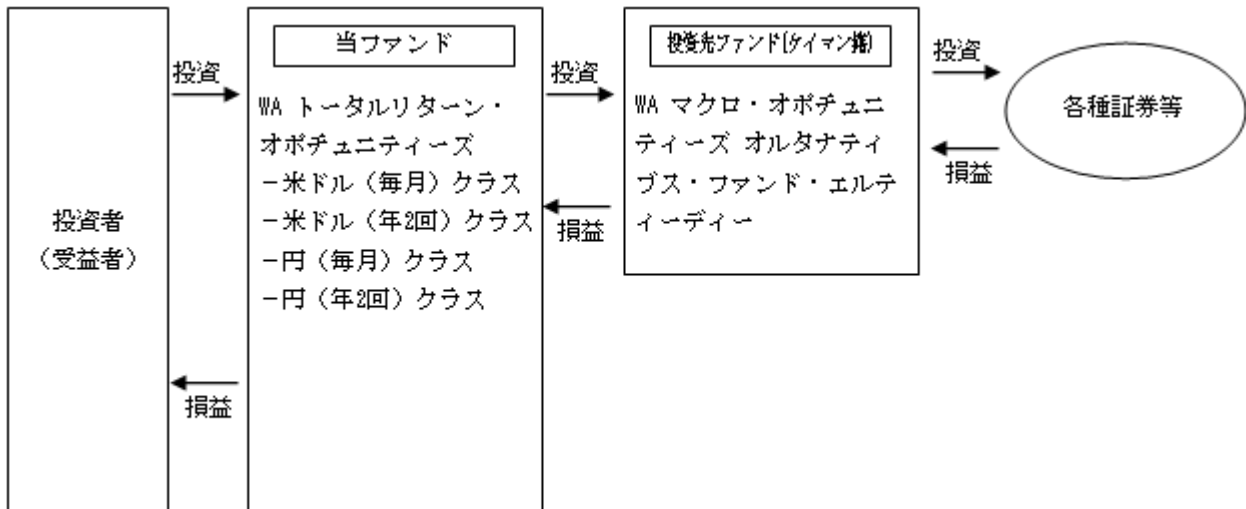 投資者
(受益者)
投資
損益
当ファンド
WA トータルリターン・
オポチュニティーズ
－米ドル（毎月）クラス
－米ドル（年2回）クラス
－円（毎月）クラス
－円（年2回）クラス
投資
損益
投資先ファンド(ケイマン籍)
WA マクロ・オポチュニ
ティーズ オルタナティ
ブス・ファンド・エルテ
ィーディー
投資
損益
各種証券等